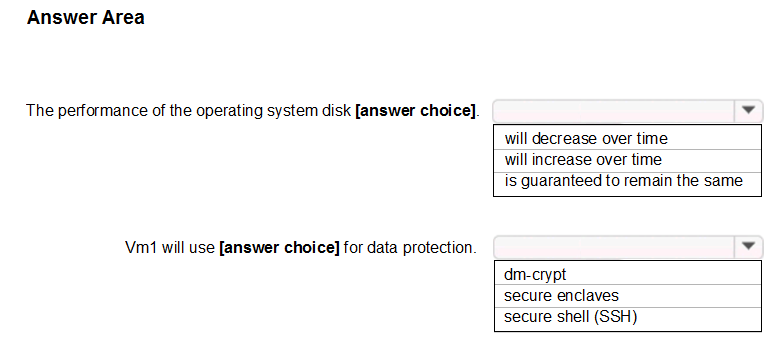 Answer Area
The performance of the operating system disk [answer choice].
will decrease over time
will increase over time
is guaranteed to remain the same
Vm1 will use [answer choice] for data protection.
dm-crypt
secure enclaves
secure shell (SSH)